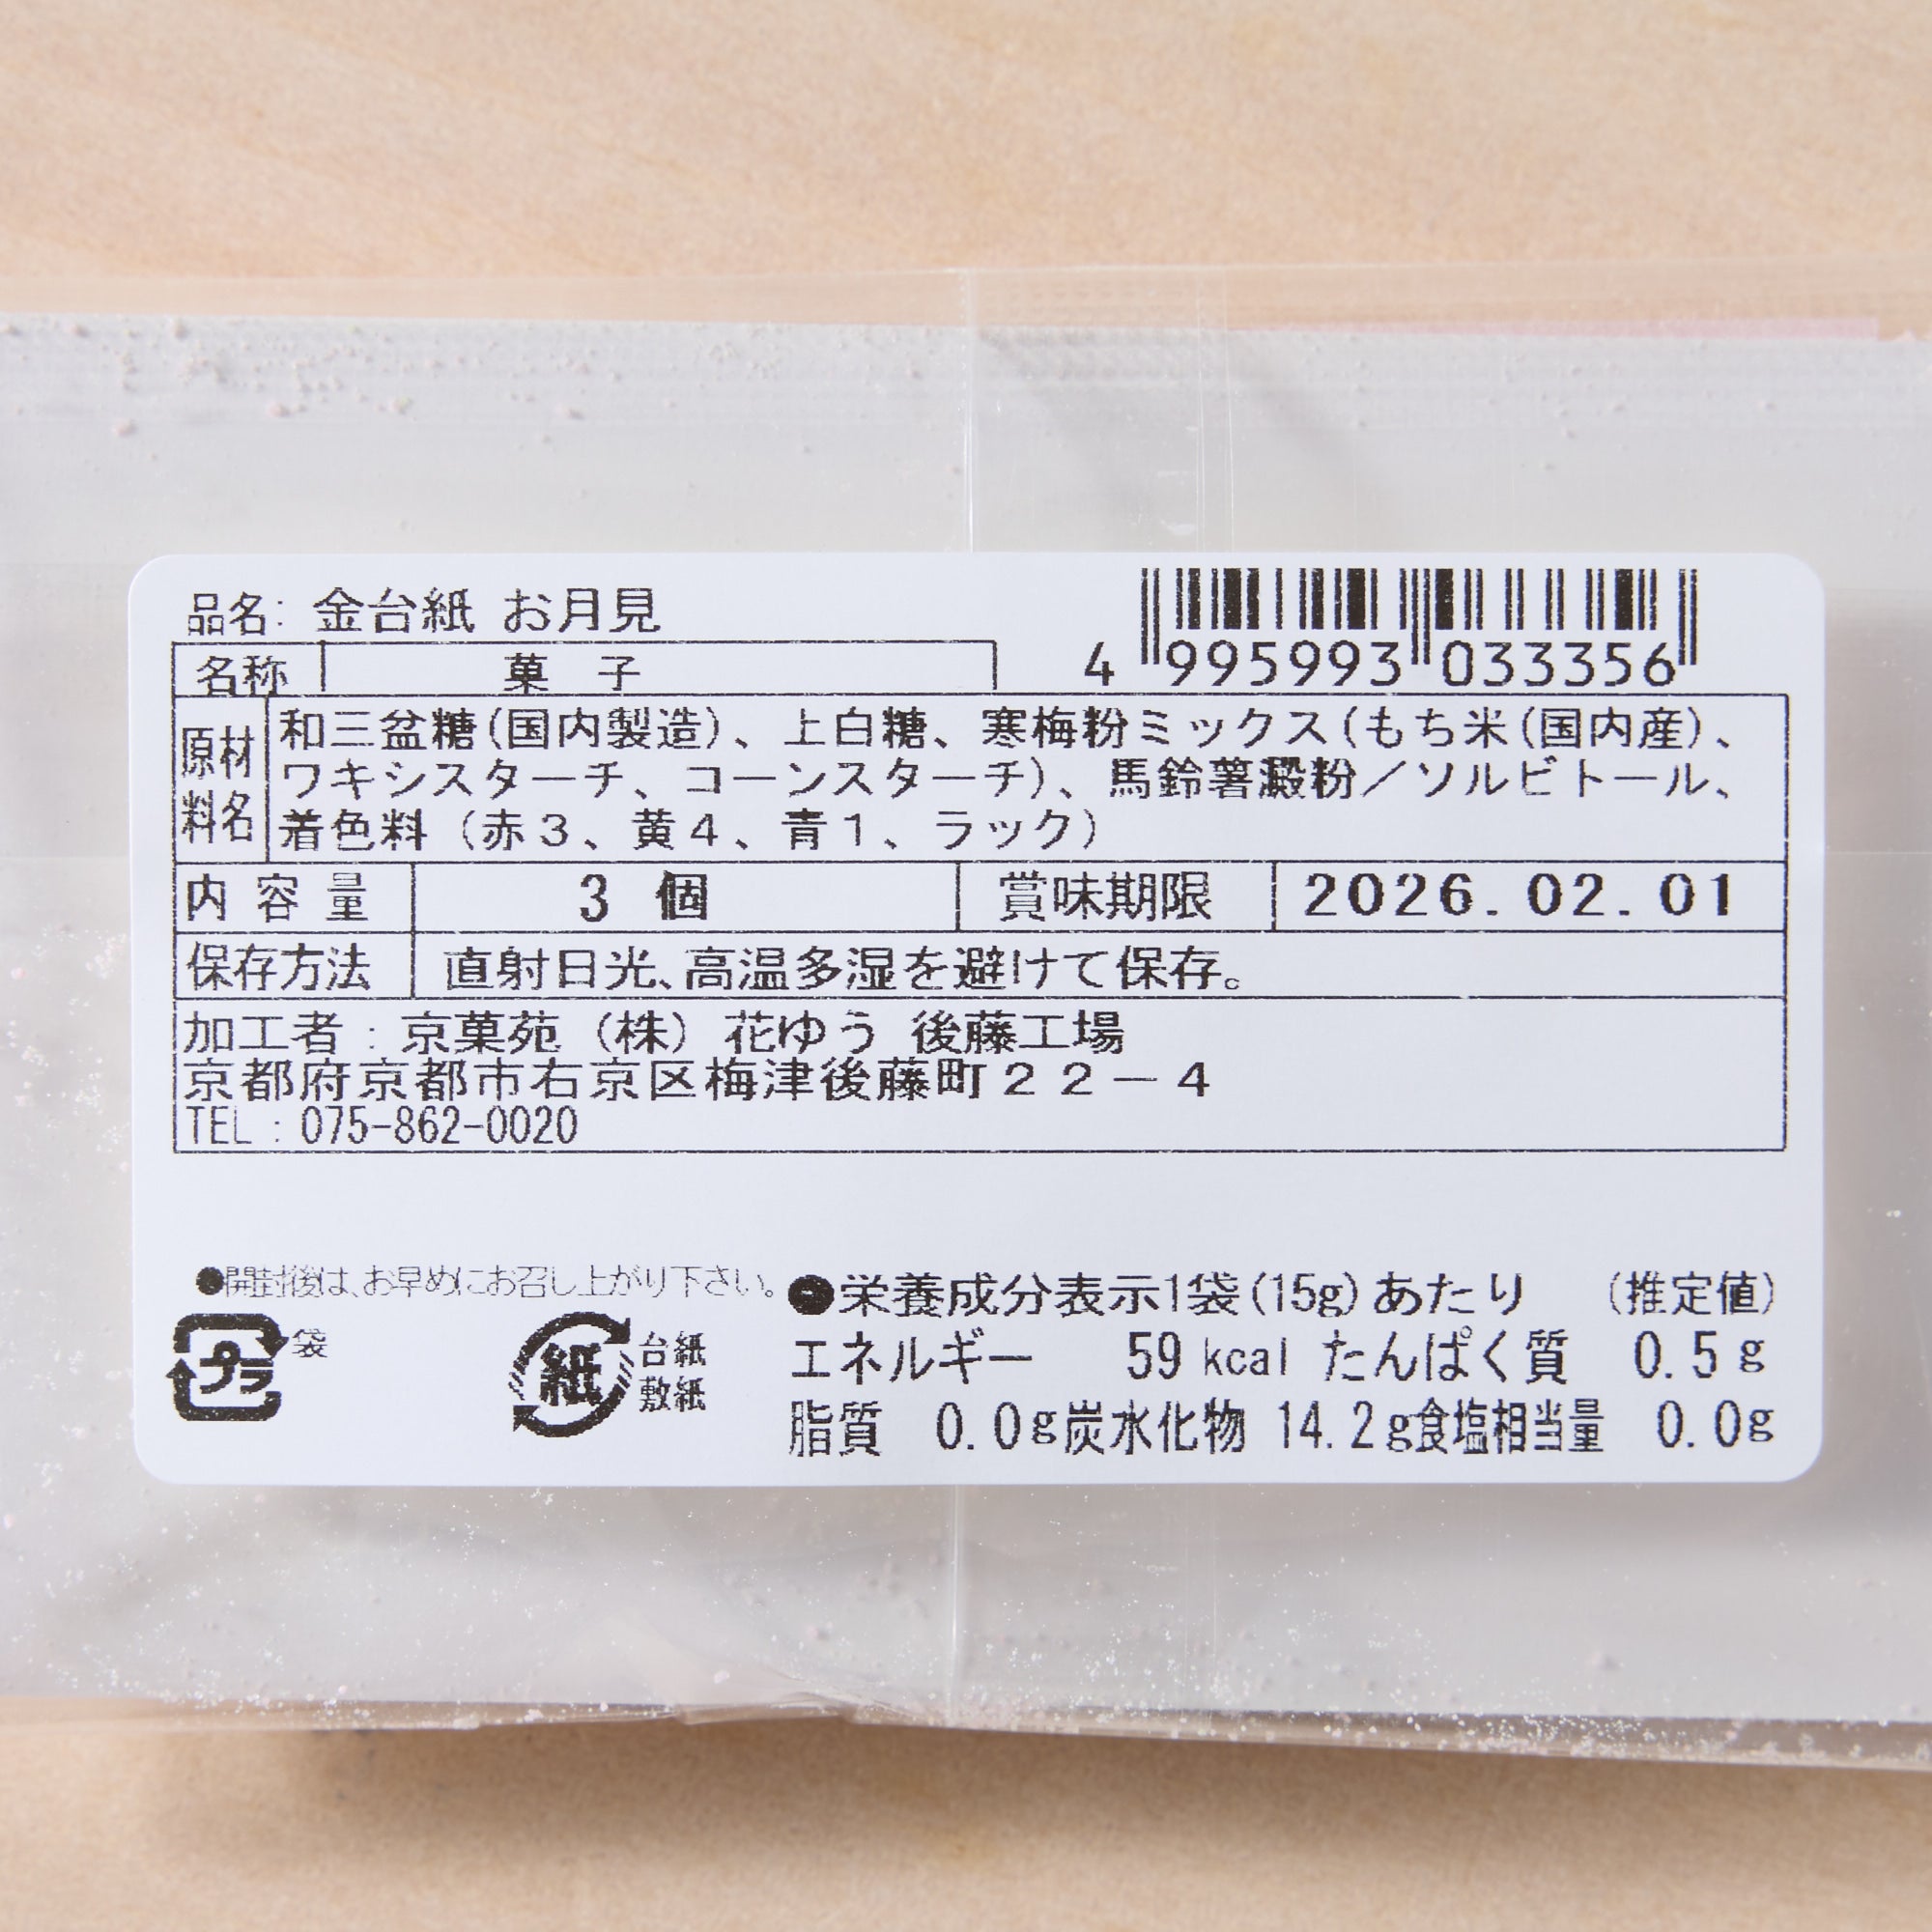 品名: 金台紙 お月見
名称 菓 子
4 995993 033356
原材料名 和三盆糖(国内製造)、上白糖、寒梅粉ミックス(もち米(国内産)、
ワキシスターチ、コーンスターチ)、馬鈴薯澱粉／ソルビトール、
着色料（赤３、黄４、青１、ラック）
内 容 量 3 個 賞味期限 2026.02.01
保存方法 直射日光、高温多湿を避けて保存。
加工者：京菓苑（株）花ゆう 後藤工場
京都府京都市右京区梅津後藤町２２－４
TEL：075-862-0020
●開封後は、お早めにお召し上がり下さい。
プラ 袋
紙 台紙
敷紙
●栄養成分表示1袋(15g)あたり （推定値）
エネルギー 59 kcal たんぱく質 0.5g
脂質 0.0g炭水化物 14.2g食塩相当量 0.0g